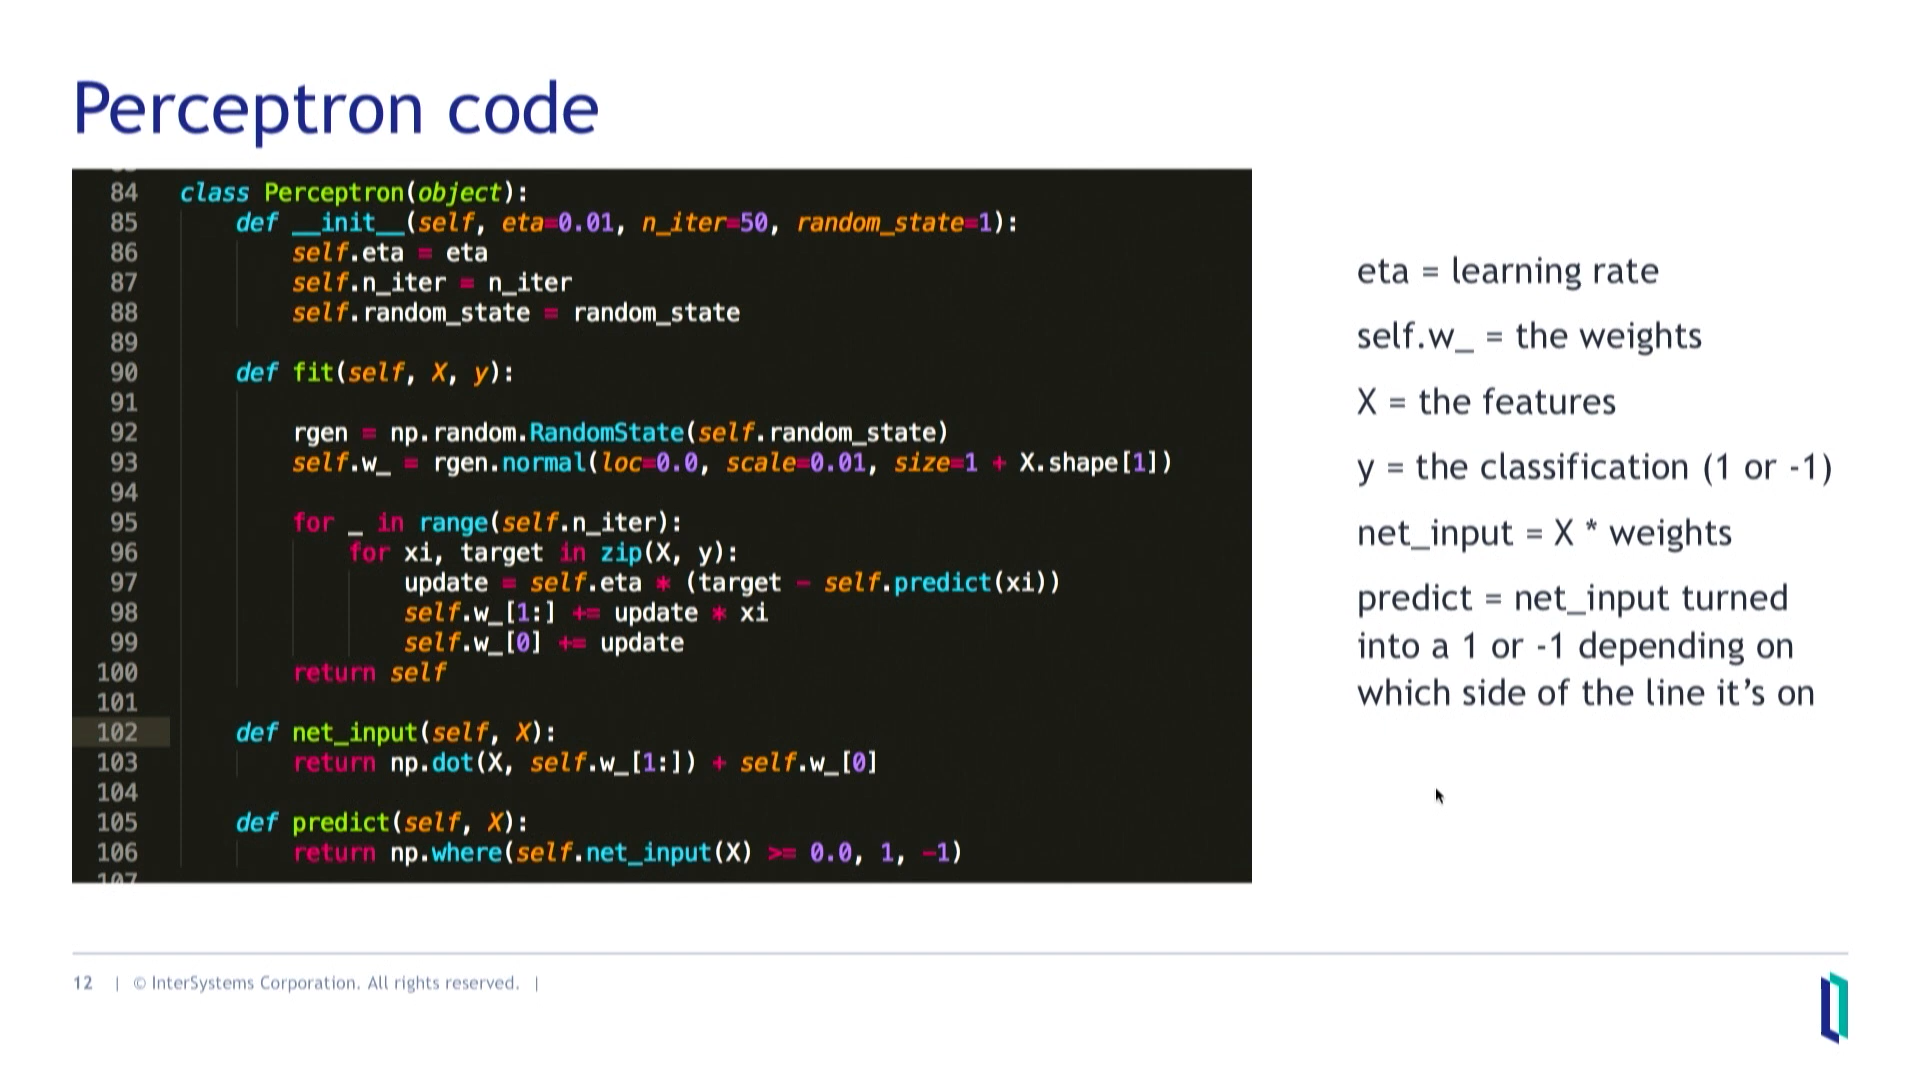 Perceptron code
84 class Perceptron(object):
85 def __init__(self, eta=0.01, n_iter=50, random_state=1):
86 self.eta = eta
87 self.n_iter = n_iter
88 self.random_state = random_state
89
90 def fit(self, X, y):
91
92 rgen = np.random.RandomState(self.random_state)
93 self.w_ = rgen.normal(loc=0.0, scale=0.01, size=1 + X.shape[1])
94
95 for _ in range(self.n_iter):
96 for xi, target in zip(X, y):
97 update = self.eta * (target - self.predict(xi))
98 self.w_[1:] += update * xi
99 self.w_[0] += update
100 return self
101
102 def net_input(self, X):
103 return np.dot(X, self.w_[1:]) + self.w_[0]
104
105 def predict(self, X):
106 return np.where(self.net_input(X) >= 0.0, 1, -1)
107
eta = learning rate
self.w_ = the weights
X = the features
y = the classification (1 or -1)
net_input = X * weights
predict = net_input turned
into a 1 or -1 depending on
which side of the line it’s on
12 | © InterSystems Corporation. All rights reserved. |